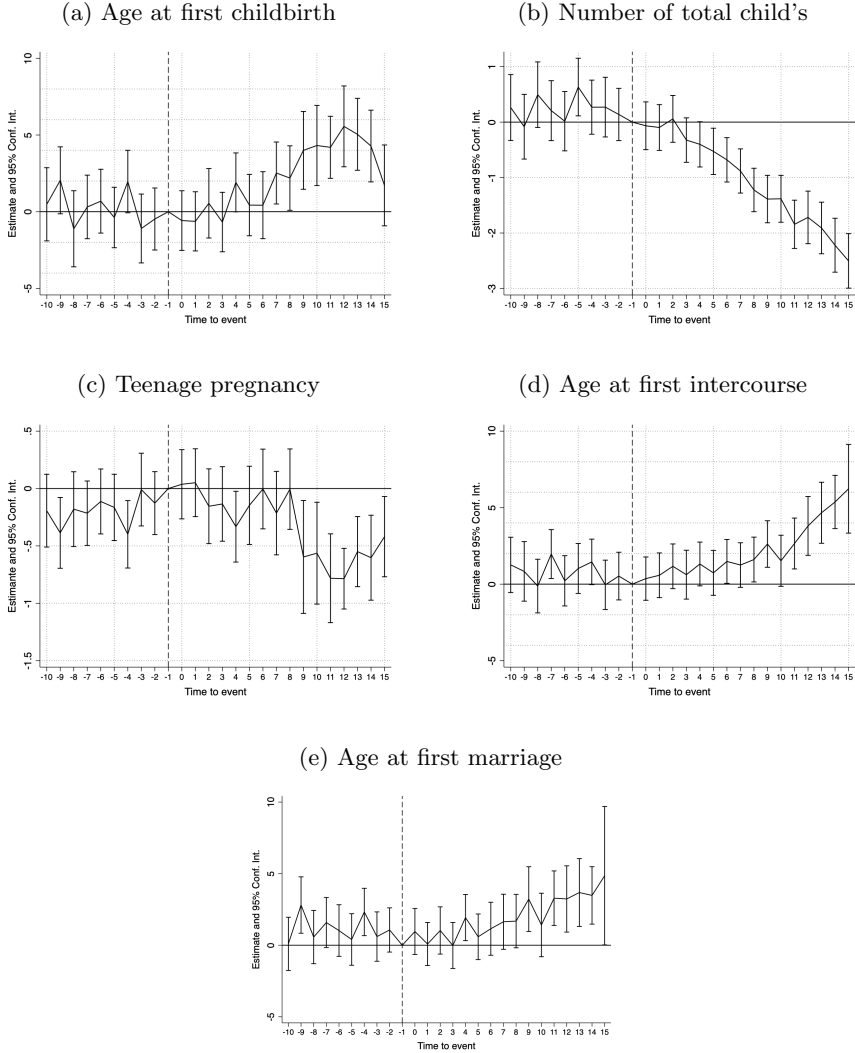 (a) Age at first childbirth
Estimate and 95% Conf. Int.
10
5
0
-5
-10 -9 -8 -7 -6 -5 -4 -3 -2 -1 0 1 2 3 4 5 6 7 8 9 10 11 12 13 14 15
Time to event
(b) Number of total child's
Estimate and 95% Conf. Int.
1
0
-1
-2
-3
-10 -9 -8 -7 -6 -5 -4 -3 -2 -1 0 1 2 3 4 5 6 7 8 9 10 11 12 13 14 15
Time to event
(c) Teenage pregnancy
Estimante and 95% Conf. Int.
.5
0
-.5
-1
-1.5
-10 -9 -8 -7 -6 -5 -4 -3 -2 -1 0 1 2 3 4 5 6 7 8 9 10 11 12 13 14 15
Time to event
(d) Age at first intercourse
Estimate and 95% Conf. Int.
10
5
0
-5
-10 -9 -8 -7 -6 -5 -4 -3 -2 -1 0 1 2 3 4 5 6 7 8 9 10 11 12 13 14 15
Time to event
(e) Age at first marriage
Estimate and 95% Conf. Int.
10
5
0
-5
-10 -9 -8 -7 -6 -5 -4 -3 -2 -1 0 1 2 3 4 5 6 7 8 9 10 11 12 13 14 15
Time to event